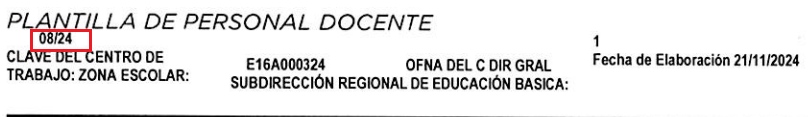 PLANTILLA DE PERSONAL DOCENTE
08/24
1
CLAVE DEL CENTRO DE
E16A000324 OFNA DEL C DIR GRAL
Fecha de Elaboración 21/11/2024
TRABAJO: ZONA ESCOLAR:
SUBDIRECCIÓN REGIONAL DE EDUCACIÓN BASICA: